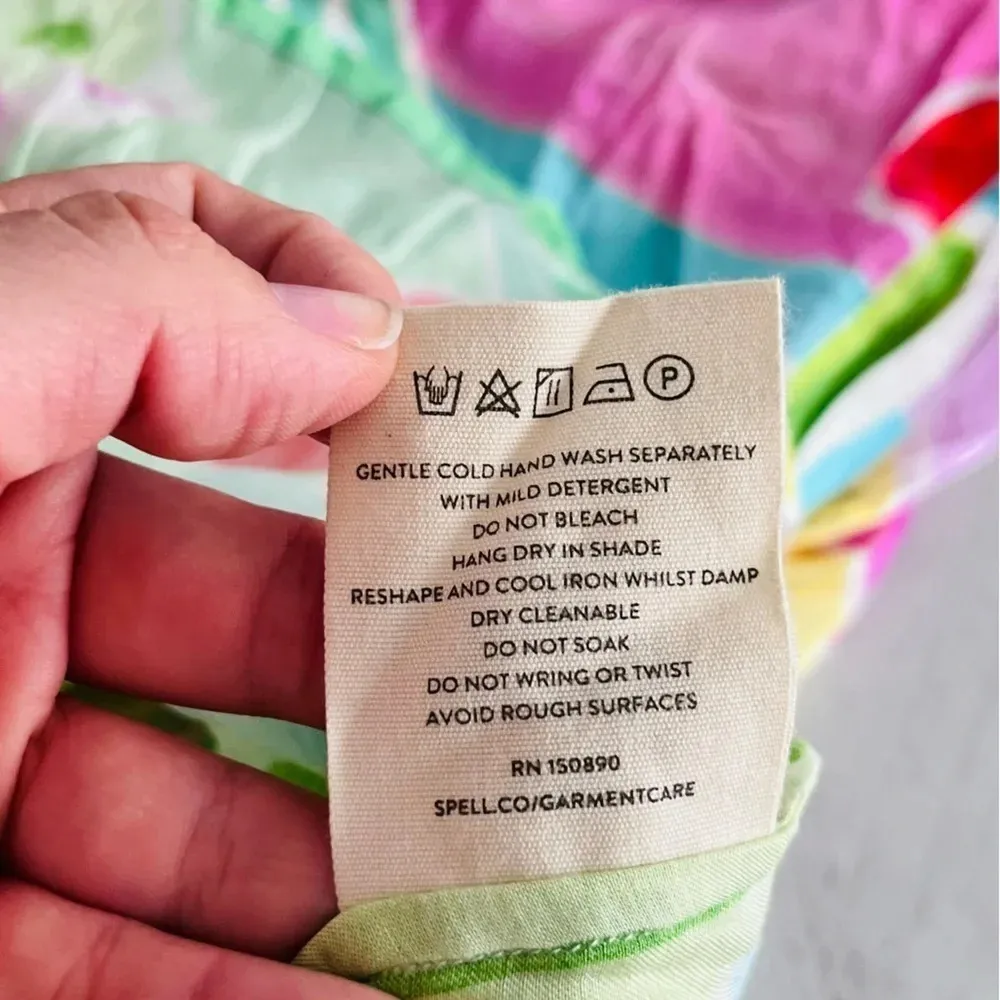 P
GENTLE COLD HAND WASH SEPARATELY
WITH MILD DETERGENT
DO NOT BLEACH
HANG DRY IN SHADE
RESHAPE AND COOL IRON WHILST DAMP
DRY CLEANABLE
DO NOT SOAK
DO NOT WRING OR TWIST
AVOID ROUGH SURFACES
RN 150890
SPELL.CO/GARMENTCARE